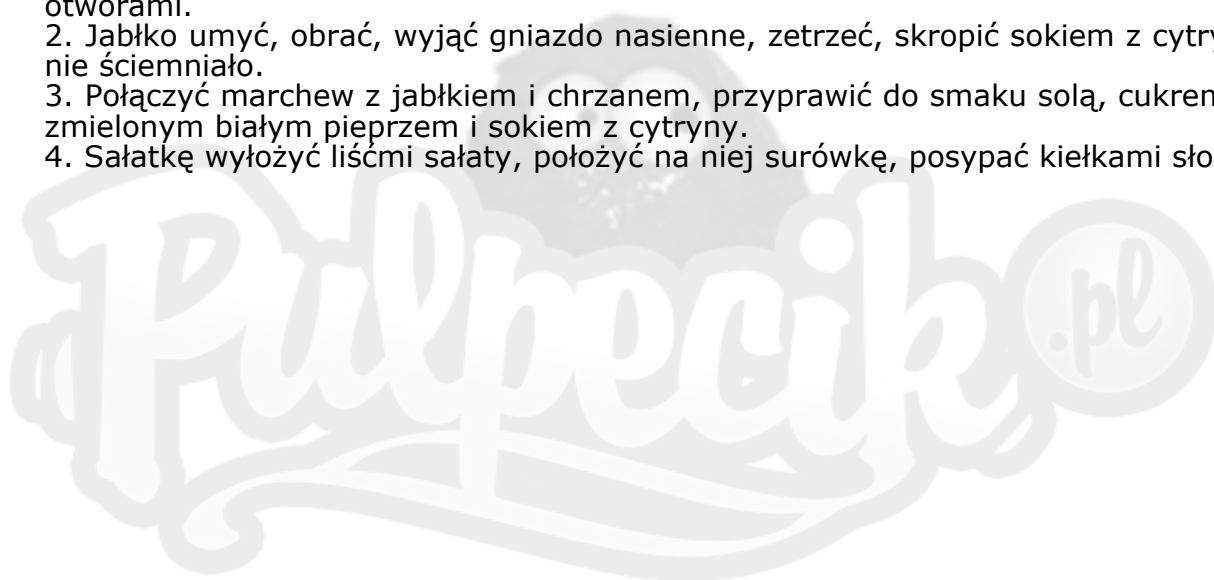 otworami.
2. Jabłko umyć, obrać, wyjąć gniazdo nasienne, zetrzeć, skropić sokiem z
nie ściemniało.
3. Połączyć marchew z jabłkiem i chrzanem, przyprawić do smaku solą,
zmielonym białym pieprzem i sokiem z cytryny.
4. Sałatkę wyłożyć liśćmi sałaty, położyć na niej surówkę, posypać kiełkami
Pulpecik.pl